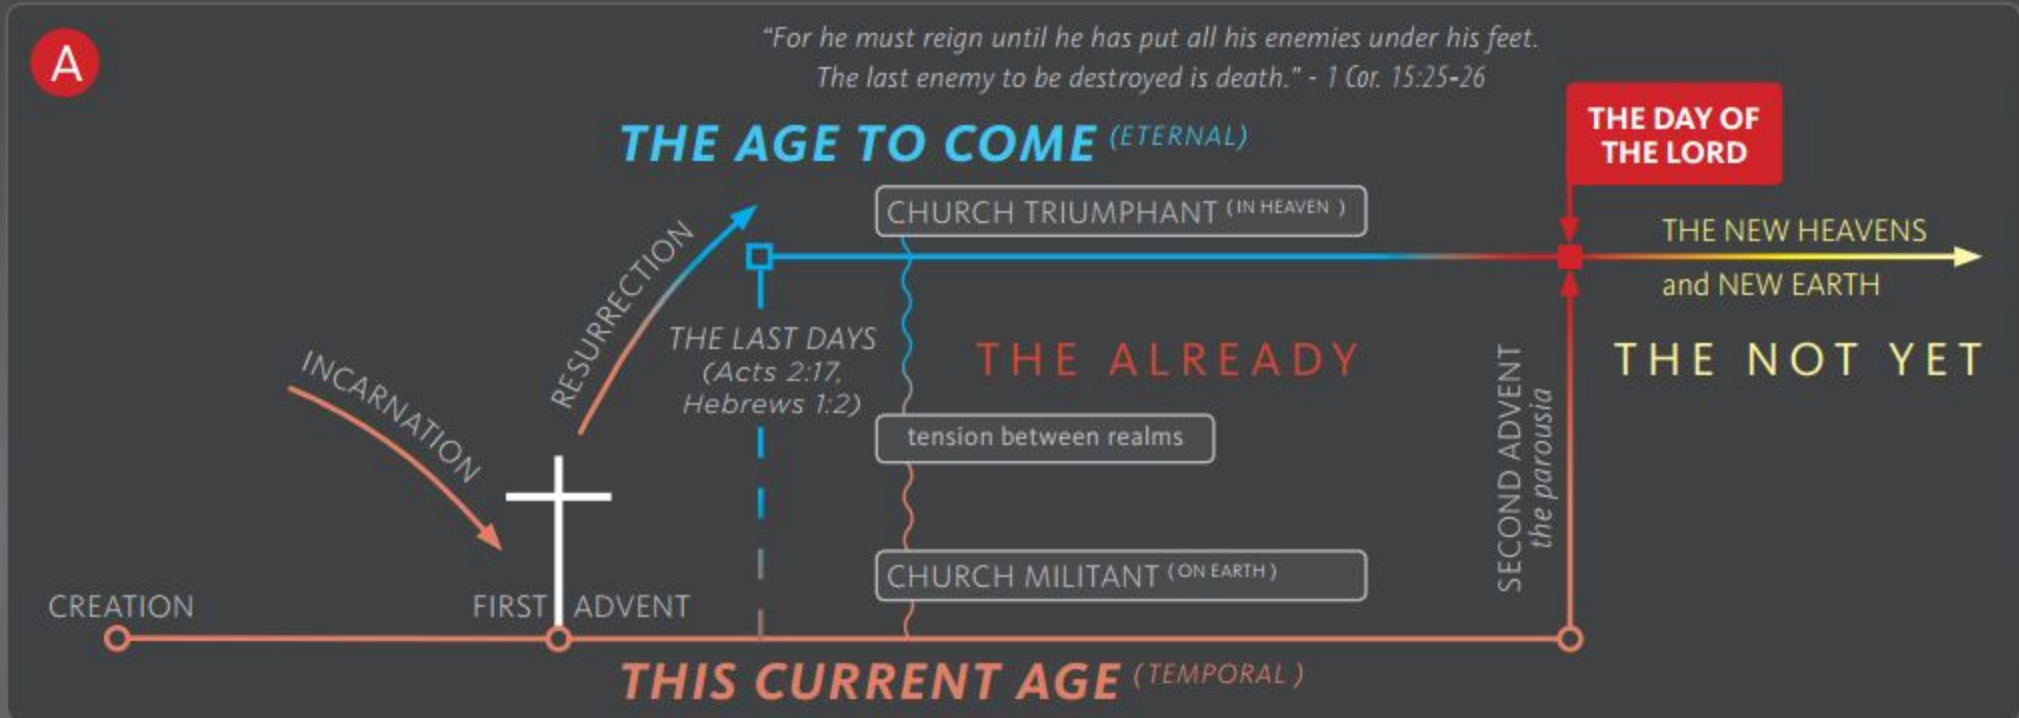 A
“For he must reign until he has put all his enemies under his feet.
The last enemy to be destroyed is death.” - 1 Cor. 15:25-26
THE DAY OF
THE LORD
THE AGE TO COME (ETERNAL)
CHURCH TRIUMPHANT (IN HEAVEN )
THE NEW HEAVENS
and NEW EARTH
RESURRECTION
INCARNATION
THE LAST DAYS
(Acts 2:17,
Hebrews 1:2)
THE ALREADY
THE NOT YET
tension between realms
SECOND ADVENT
the parousia
CHURCH MILITANT (ON EARTH )
CREATION
FIRST ADVENT
THIS CURRENT AGE (TEMPORAL )